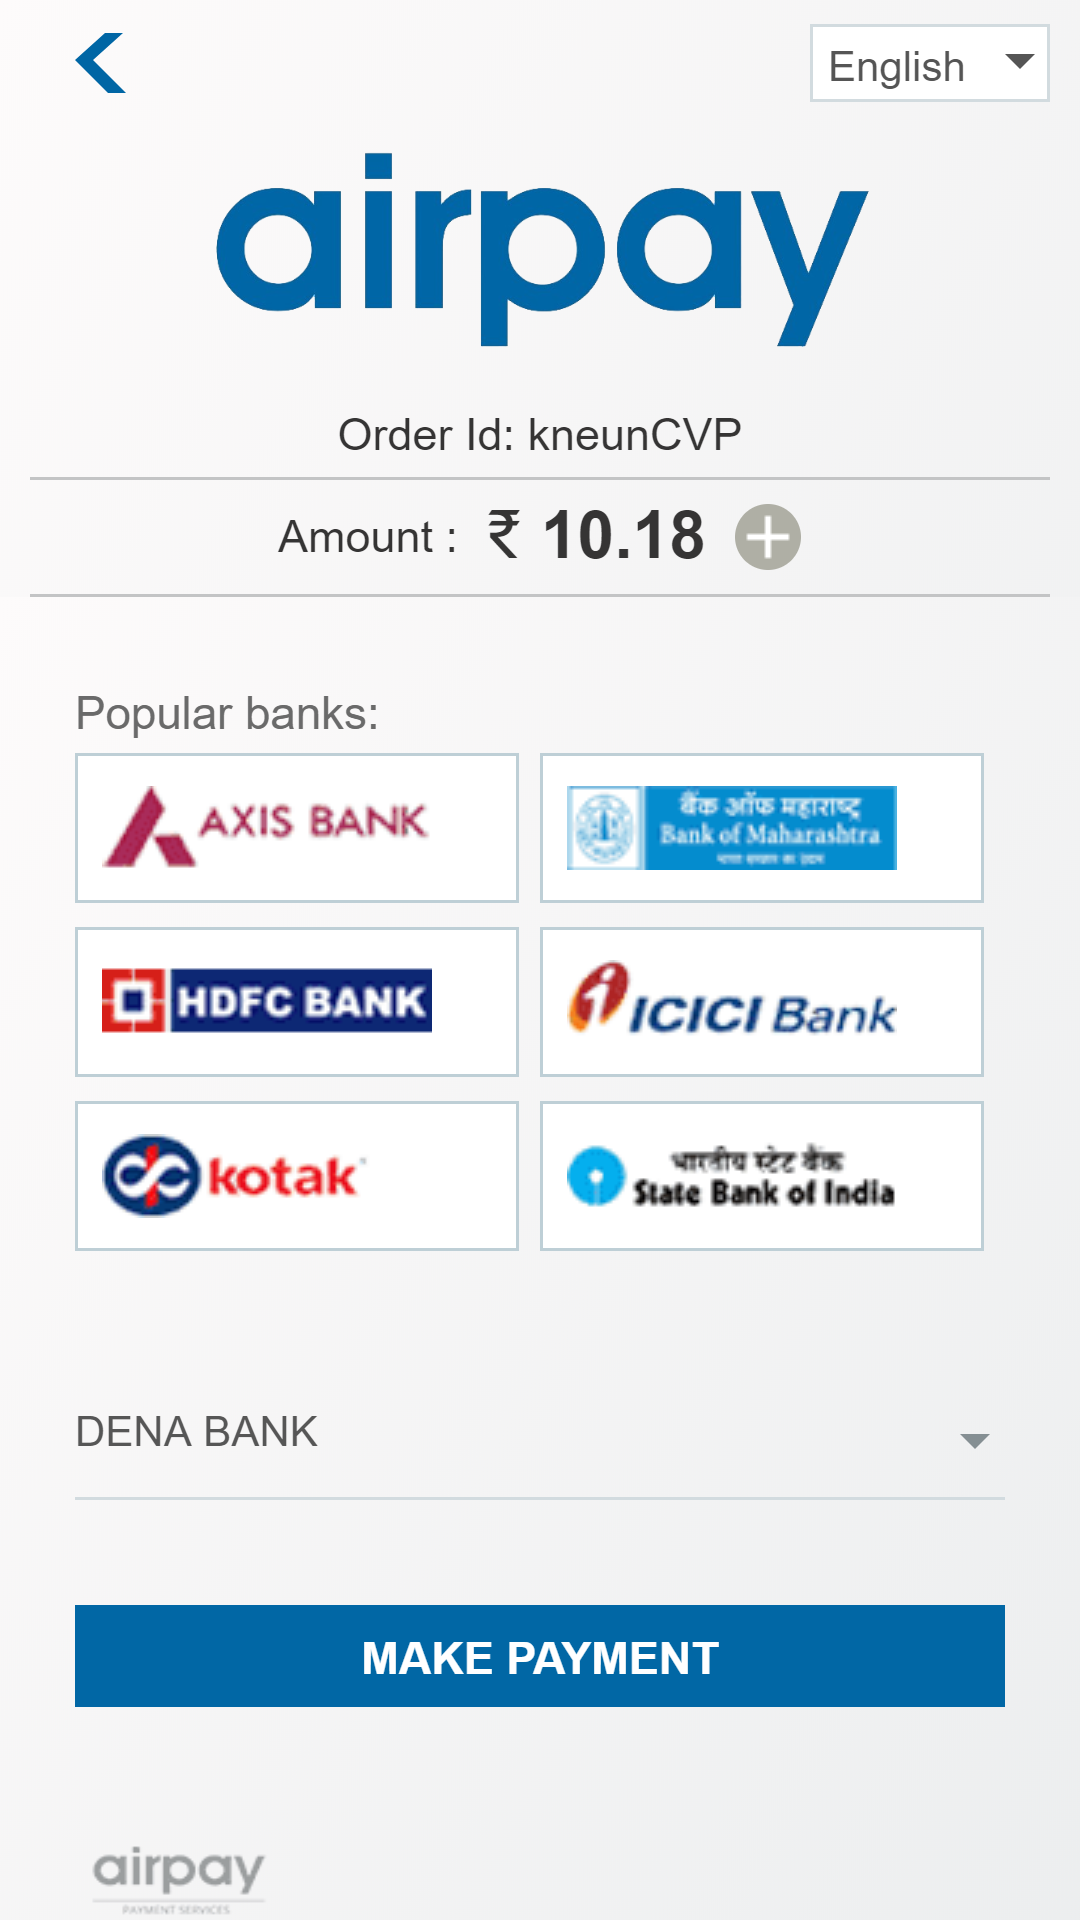 English
airpay
Order Id: kneunCVP
Amount : ₹ 10.18
Popular banks:
AXIS BANK
बैंक ऑफ महाराष्ट्र
Bank of Maharashtra
HDFC BANK
ICICI Bank
kotak
भारतीय स्टेट बैंक
State Bank of India
DENA BANK
MAKE PAYMENT
airpay
PAYMENT SERVICES